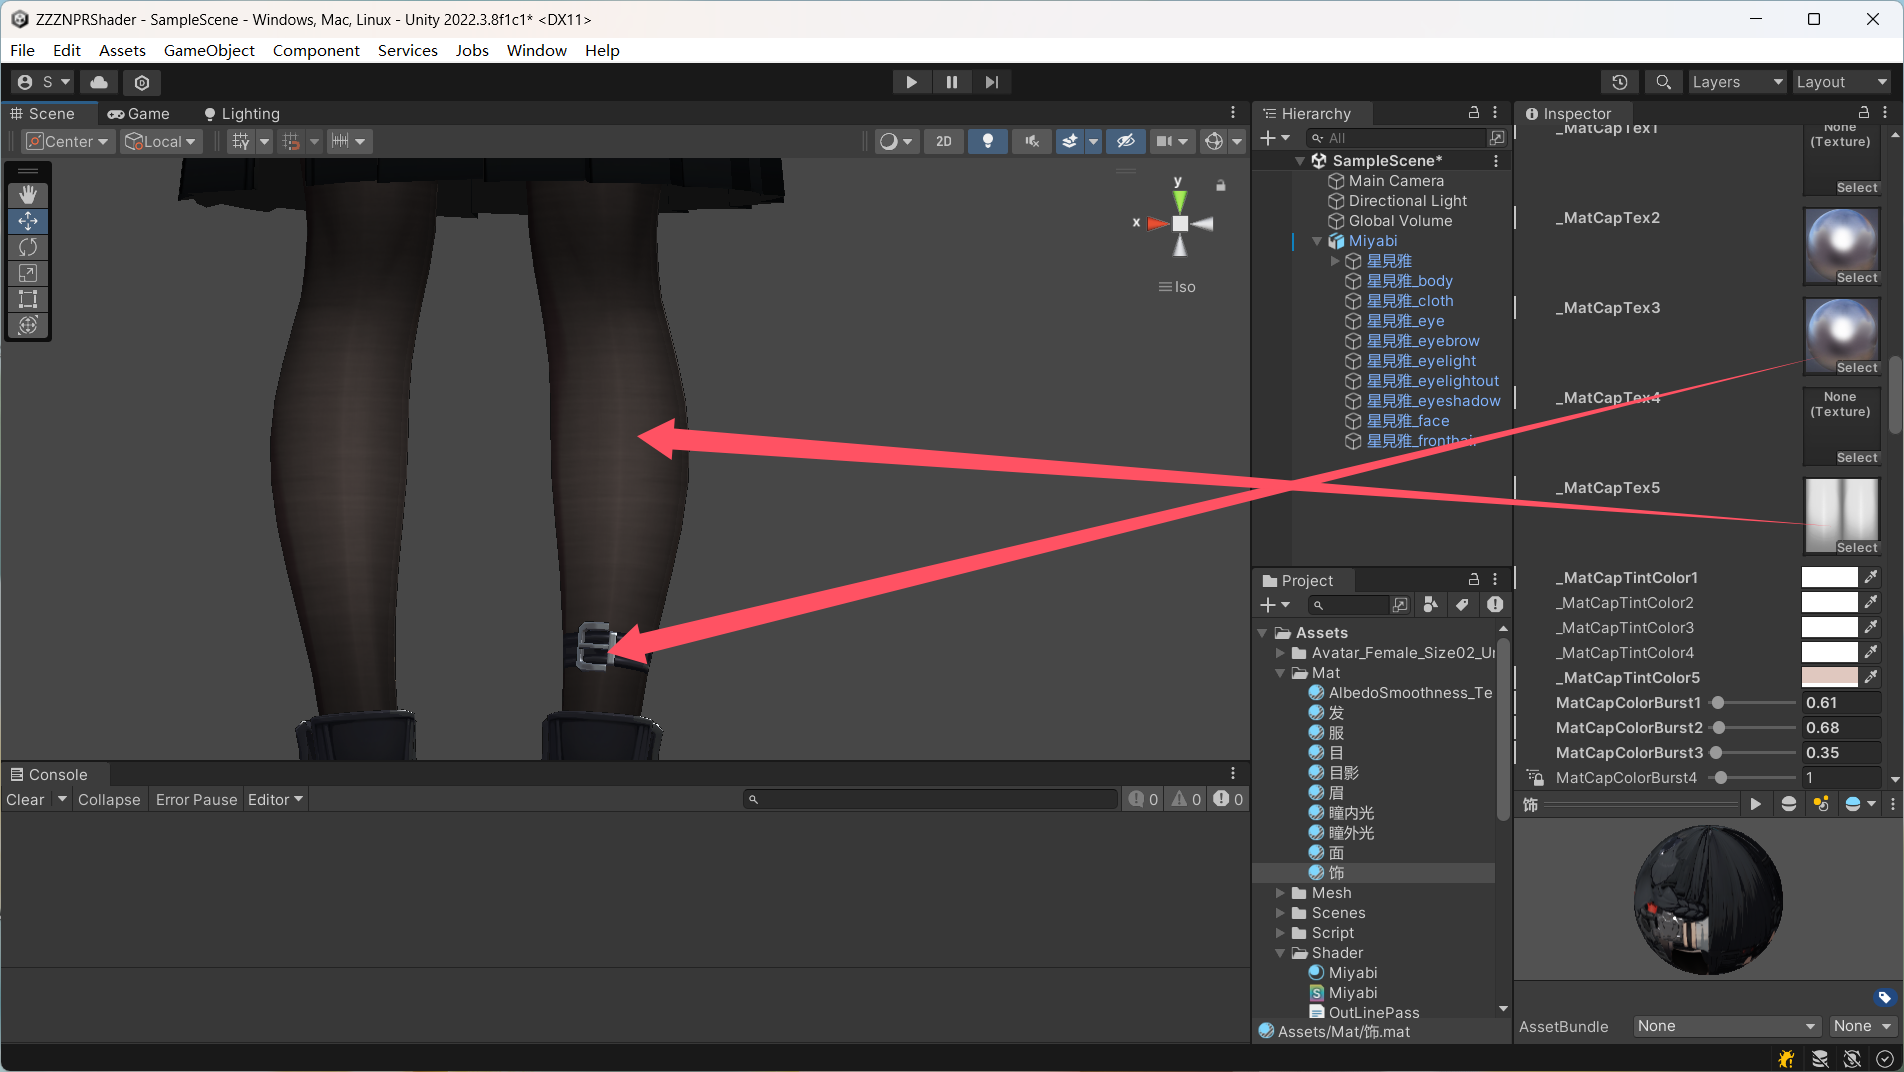 ZZZNPRShader - SampleScene - Windows, Mac, Linux - Unity 2022.3.8f1c1* <DX11>
File Edit Assets GameObject Component Services Jobs Window Help
S
Layers Layout
Scene Game Lighting
Center Local 2D
y
x
Iso
Hierarchy
All
SampleScene*
Main Camera
Directional Light
Global Volume
Miyabi
星見雅
星見雅_body
星見雅_cloth
星見雅_eye
星見雅_eyebrow
星見雅_eyelight
星見雅_eyelightout
星見雅_eyeshadow
星見雅_face
星見雅_fronthair
Inspector
_MatCapTex1
None
(Texture)
Select
_MatCapTex2
Select
_MatCapTex3
Select
_MatCapTex4
None
(Texture)
Select
_MatCapTex5
Select
_MatCapTintColor1
_MatCapTintColor2
_MatCapTintColor3
_MatCapTintColor4
_MatCapTintColor5
MatCapColorBurst1 0.61
MatCapColorBurst2 0.68
MatCapColorBurst3 0.35
MatCapColorBurst4 1
饰
AssetBundle None None
Project
Assets
Avatar_Female_Size02_Un
Mat
AlbedoSmoothness_Te
发
服
目
目影
眉
瞳内光
瞳外光
面
饰
Mesh
Scenes
Script
Shader
Miyabi
Miyabi
OutLinePass
Assets/Mat/饰.mat
Console
Clear Collapse Error Pause Editor 0 0 0